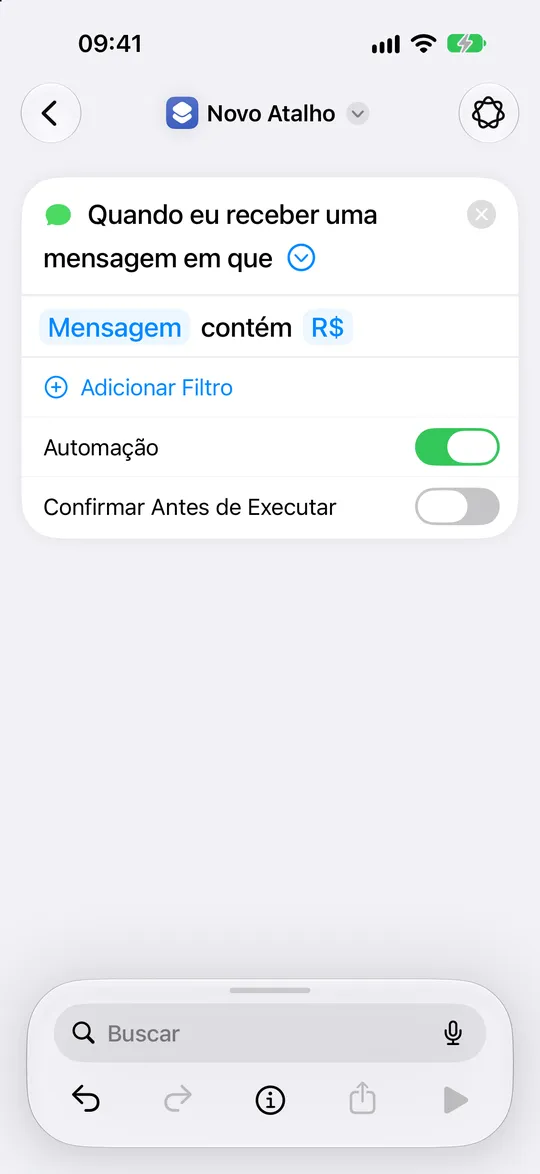 09:41
Novo Atalho
Quando eu receber uma
mensagem em que
Mensagem contém R$
Adicionar Filtro
Automação
Confirmar Antes de Executar
Buscar